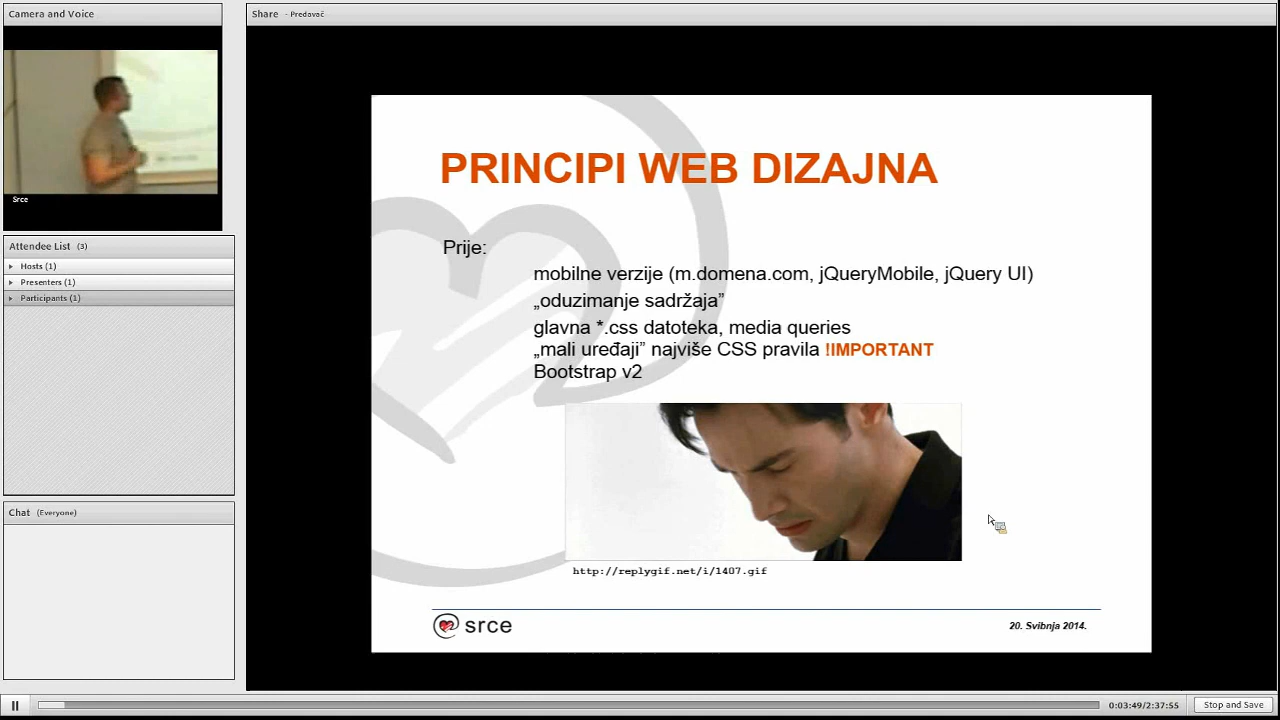 Camera and Voice
Share - Predavač
Srce
Attendee List (3)
Hosts (1)
Presenters (1)
Participants (1)
Chat (Everyone)
PRINCIPI WEB DIZAJNA
Prije:
mobilne verzije (m.domena.com, jQueryMobile, jQuery UI)
„oduzimanje sadržaja”
glavna *.css datoteka, media queries
„mali uređaji” najviše CSS pravila !IMPORTANT
Bootstrap v2
http://replygif.net/i/1407.gif
srce
20. Svibnja 2014.
0:03:49/2:37:55
Stop and Save